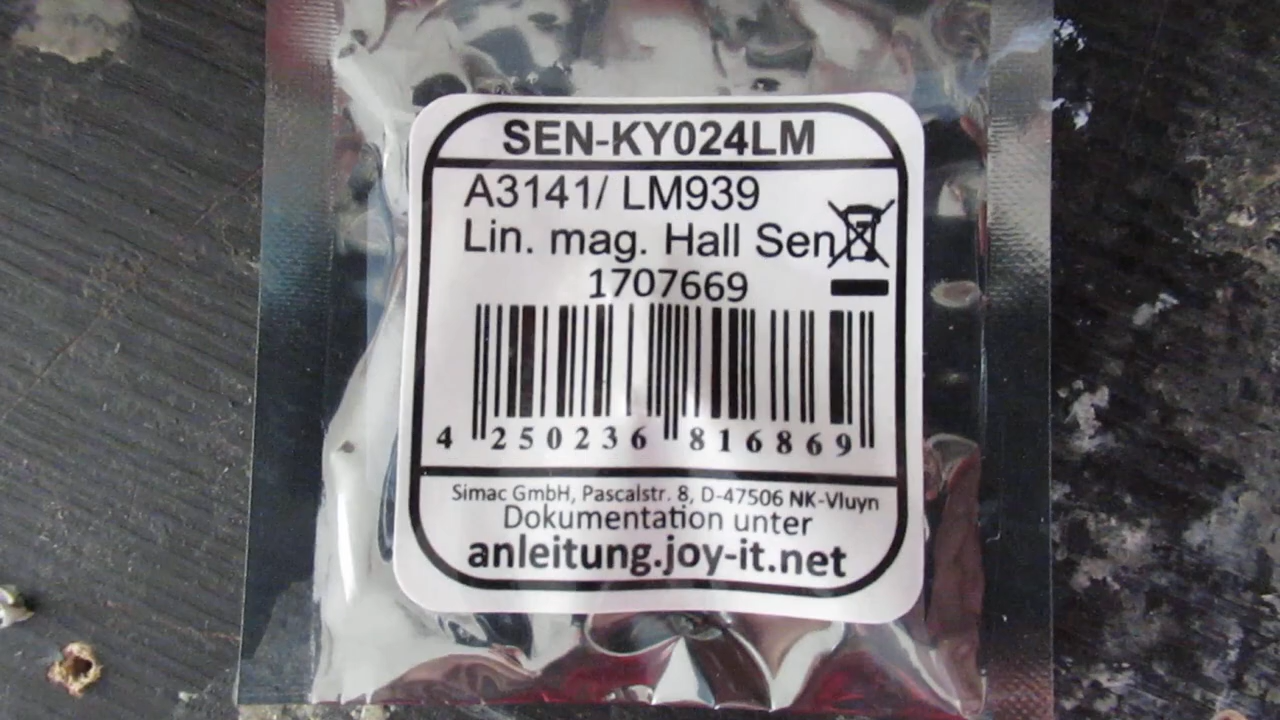 SEN-KY024LM
A3141/ LM939
Lin. mag. Hall Sen
1707669
4 250236 816869
Simac GmbH, Pascalstr. 8, D-47506 NK-Vluyn
Dokumentation unter
anleitung.joy-it.net